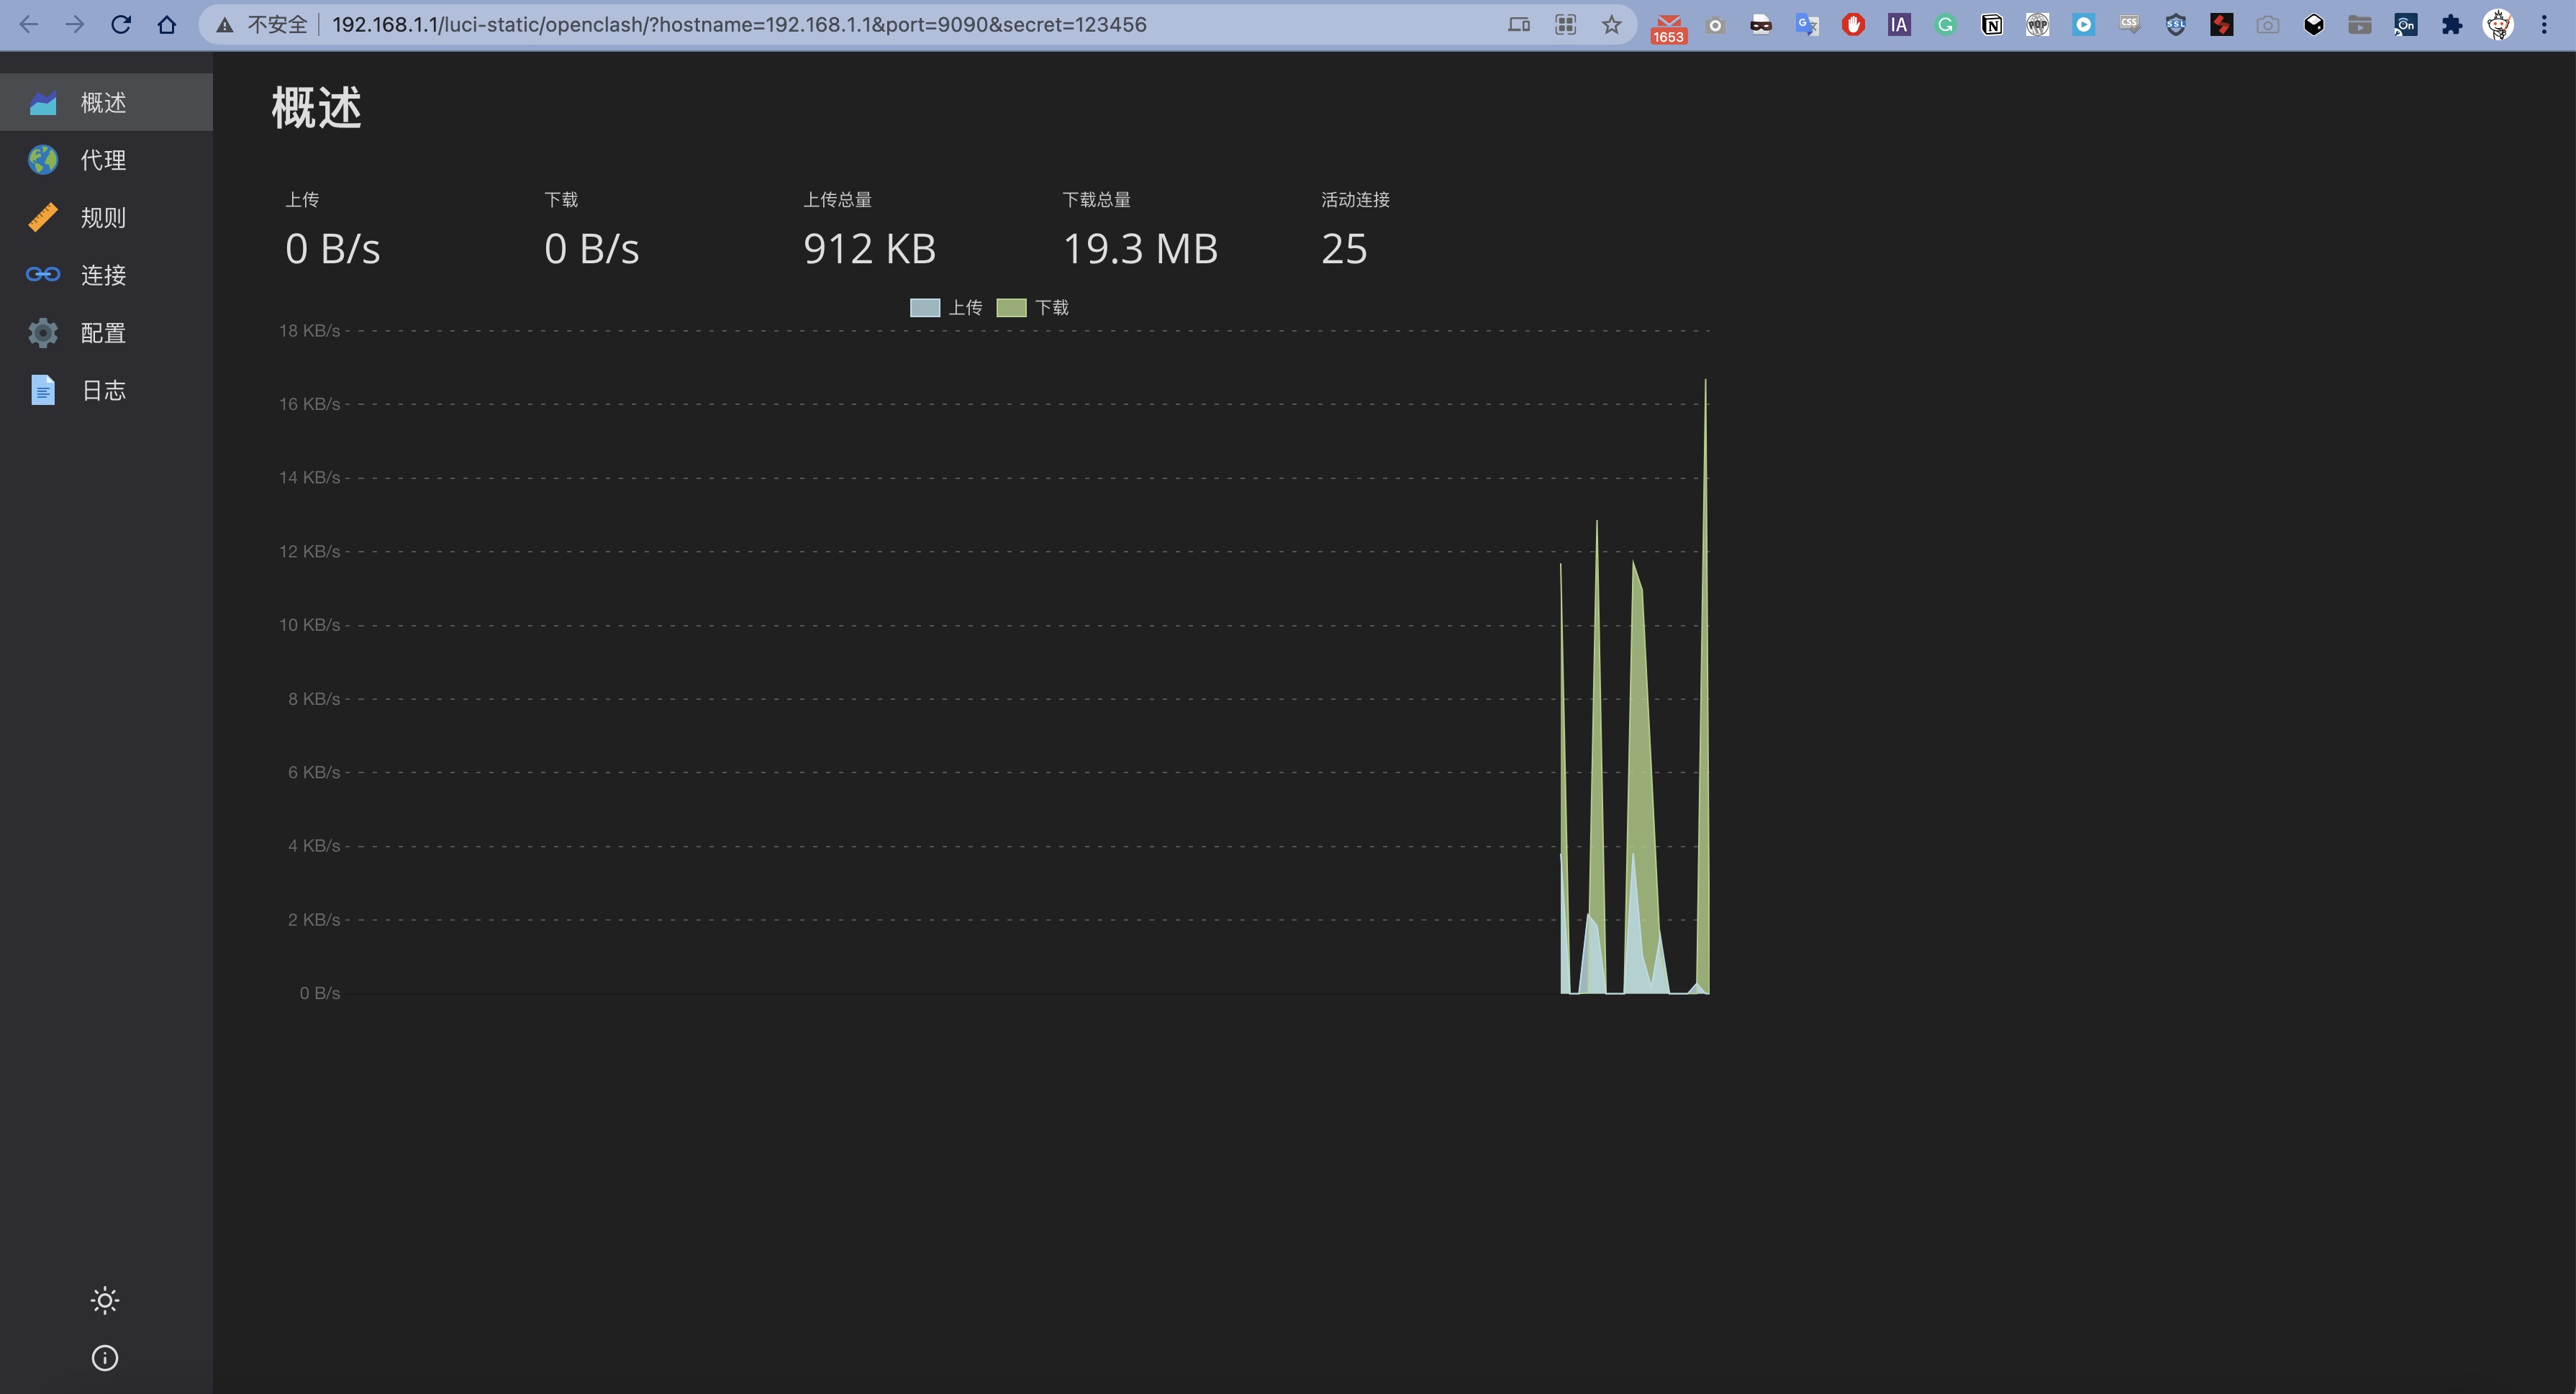 不安全 192.168.1.1/luci-static/openclash/?hostname=192.168.1.1&port=9090&secret=123456
1653
IA
CSS
SSL
On
概述
代理
规则
连接
配置
日志
概述
上传 下载 上传总量 下载总量 活动连接
0 B/s 0 B/s 912 KB 19.3 MB 25
上传 下载
18 KB/s
16 KB/s
14 KB/s
12 KB/s
10 KB/s
8 KB/s
6 KB/s
4 KB/s
2 KB/s
0 B/s